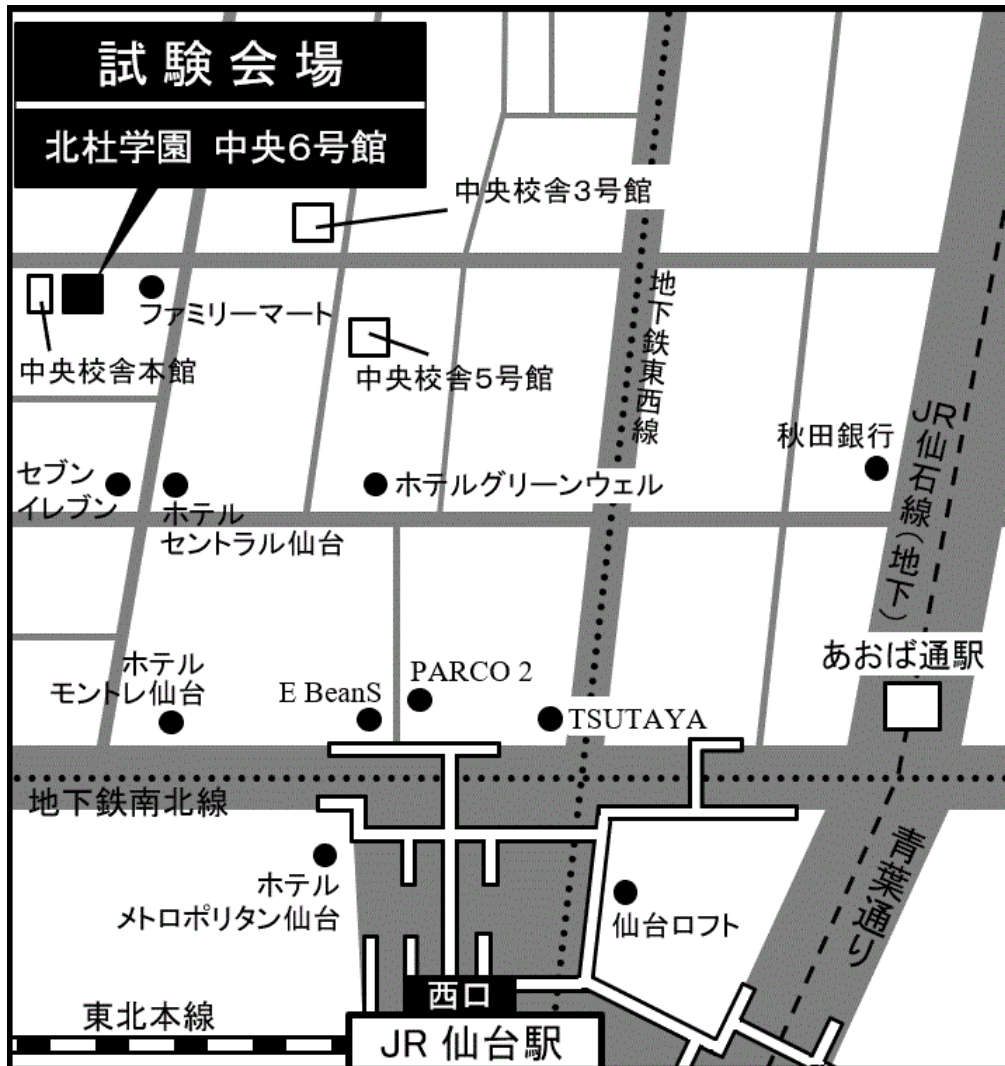 試験会場
北杜学園 中央6号館
中央校舎3号館
ファミリーマート
中央校舎本館
中央校舎5号館
地下鉄東西線
JR仙石線(地下)
秋田銀行
セブン
イレブン
ホテル
セントラル仙台
ホテルグリーンウェル
あおば通駅
ホテル
モントレ仙台
E BeanS
PARCO 2
TSUTAYA
地下鉄南北線
青葉通り
ホテル
メトロポリタン仙台
仙台ロフト
西口
東北本線
JR 仙台駅